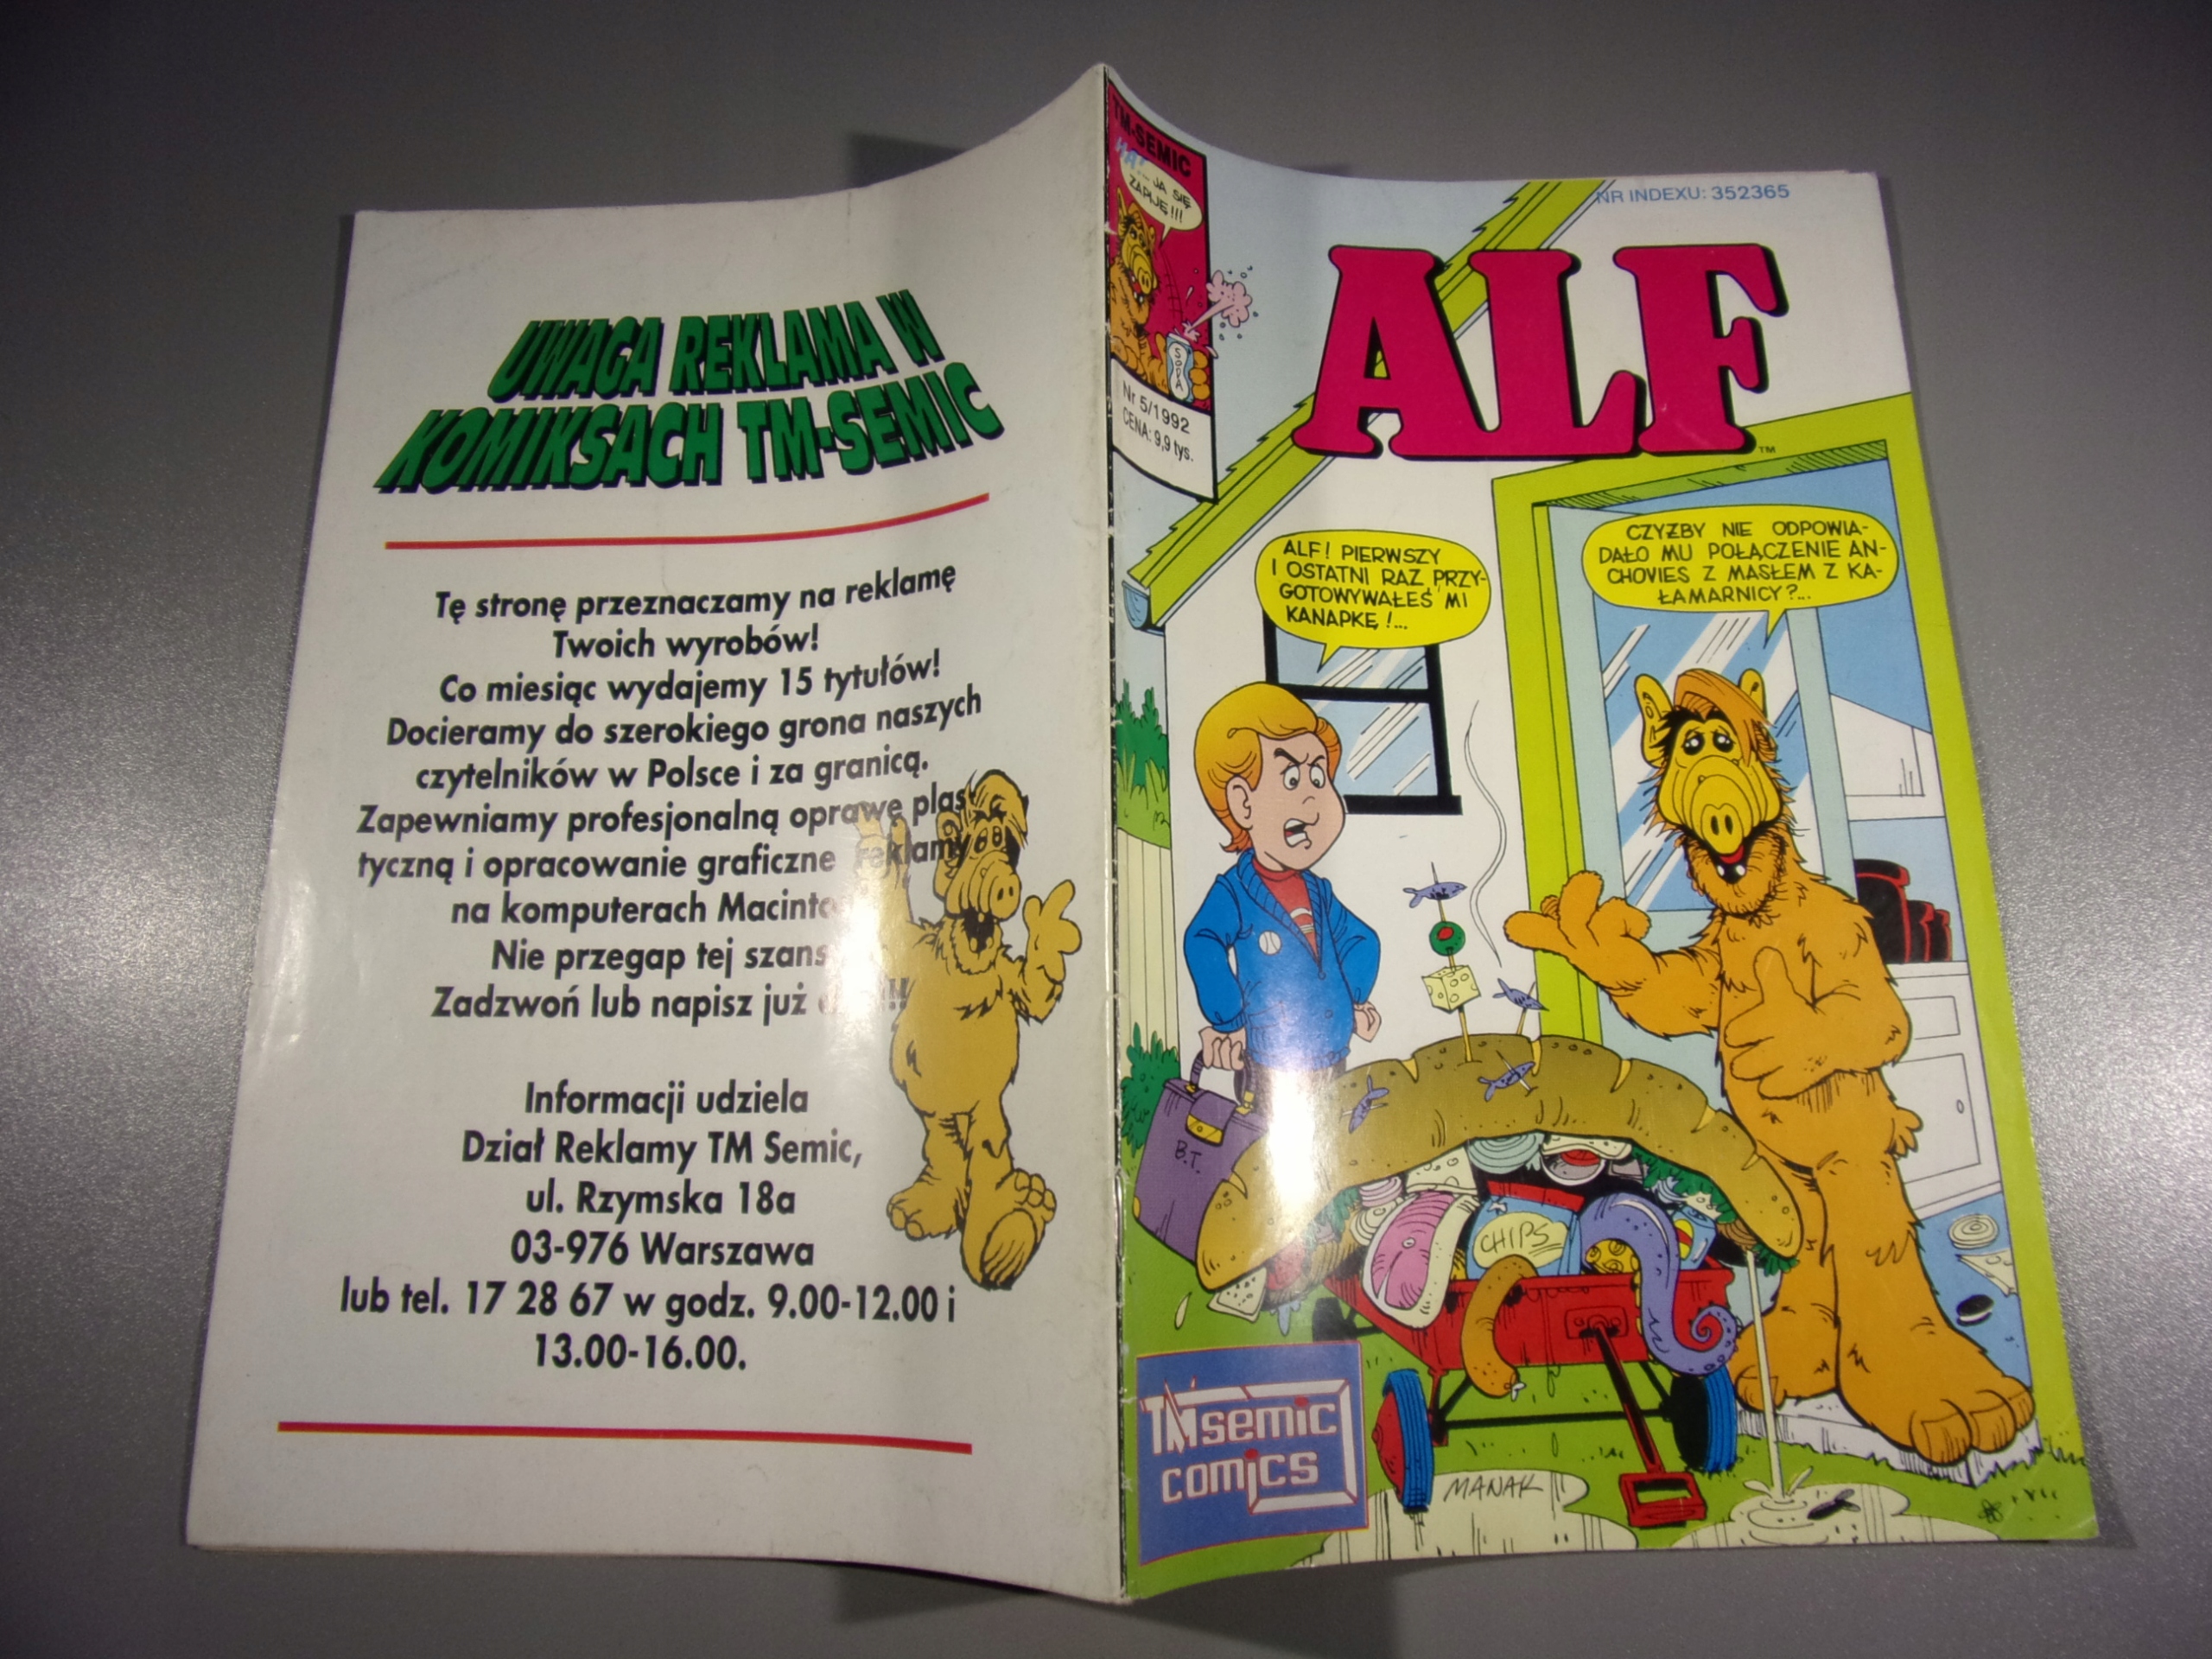 UWAGA REKLAMA W
KOMIKSACH TM-SEMIC
Tę stronę przeznaczamy na reklamę
Twoich wyrobów!
Co miesiąc wydajemy 15 tytułów!
Docieramy do szerokiego grona naszych
czytelników w Polsce i za granicą.
Zapewniamy profesjonalną oprawę plas-
tyczną i opracowanie graficzne reklamy
na komputerach
Nie przegap tej
Zadzwoń lub napisz już
Informacji udziela
Dział Reklamy TM Semic,
ul. Rzymska 18a
03-976 Warszawa
lub tel. 17 28 67 w godz. 9.00-12.00 i
13.00-16.00.
TM-SEMIC
JA SIĘ
ZAPIJĘ!!!
SODA
Nr 5/1992
CENA: 9,9 tys.
NR INDEXU: 352365
ALF
TM
ALF! PIERWSZY
I OSTATNI RAZ PRZY-
GOTOWYWAŁEŚ MI
KANAPKĘ!...
CZYŻBY NIE ODPOWIA-
DAŁO MU POŁĄCZENIE AN-
CHOVIES Z MASŁEM Z KA-
ŁAMARNICY?...
B.T.
CHIPS
TM semic
comics
MANAK